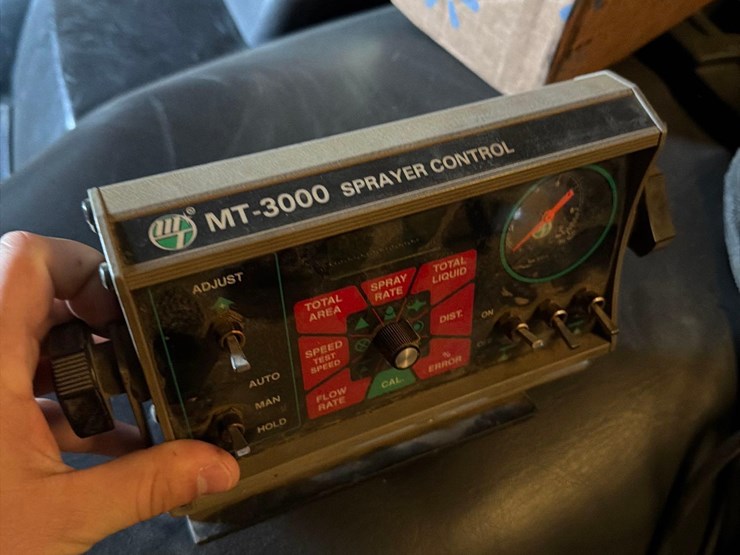 mt® MT-3000 SPRAYER CONTROL
ADJUST
AUTO
MAN
HOLD
TOTAL
AREA
SPRAY
RATE
TOTAL
LIQUID
SPEED
TEST
SPEED
DIST.
FLOW
RATE
CAL.
%
ERROR
ON